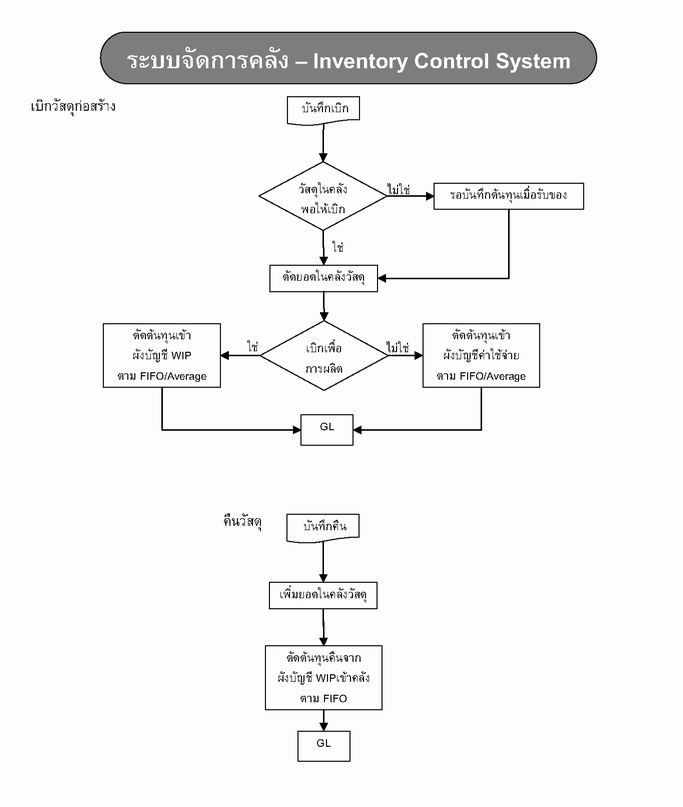 ระบบจัดการคลัง – Inventory Control System
เบิกวัสดุก่อสร้าง
บันทึกเบิก
วัสดุในคลัง
พอให้เบิก
ไม่ใช่
รอบันทึกต้นทุนเมื่อรับของ
ใช่
ตัดยอดในคลังวัสดุ
ตัดต้นทุนเข้า
ผังบัญชี WIP
ตาม FIFO/Average
ใช่
เบิกเพื่อ
การผลิต
ไม่ใช่
ตัดต้นทุนเข้า
ผังบัญชีค่าใช้จ่าย
ตาม FIFO/Average
GL
คืนวัสดุ
บันทึกคืน
เพิ่มยอดในคลังวัสดุ
ตัดต้นทุนคืนจาก
ผังบัญชี WIPเข้าคลัง
ตาม FIFO
GL